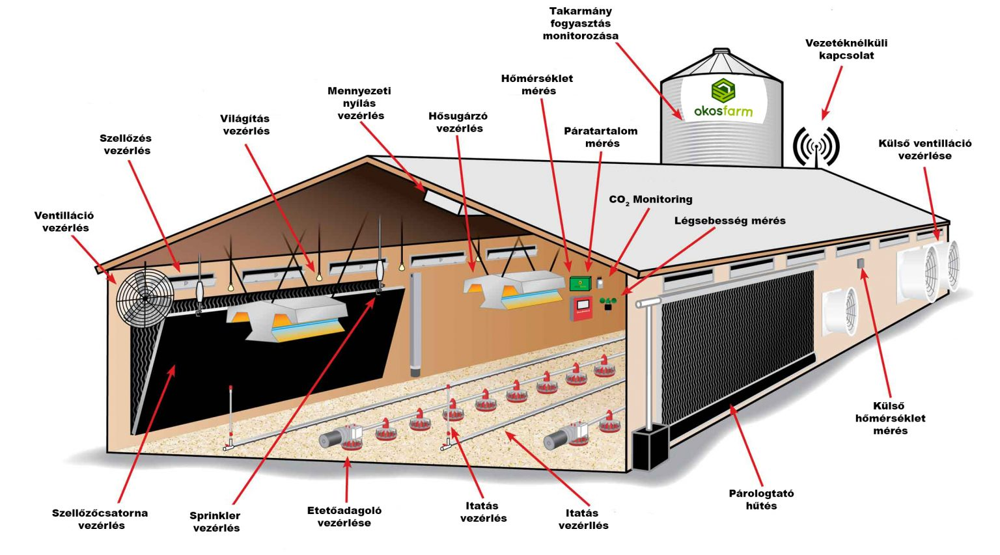 Takarmány
fogyasztás
monitorozása
Vezetéknélküli
kapcsolat
okosfarm
Hőmérséklet
mérés
Mennyezeti
nyílás
vezérlés
Hősugárzó
vezérlés
Világítás
vezérlés
Páratartalom
mérés
Szellőzés
vezérlés
Külső ventilláció
vezérlése
CO₂ Monitoring
Ventilláció
vezérlés
Légsebesség mérés
Külső
hőmérséklet
mérés
Párologtató
hűtés
Szellőzőcsatorna
vezérlés
Sprinkler
vezérlés
Etetőadagoló
vezérlése
Itatás
vezérlés
Itatás
vezérllés